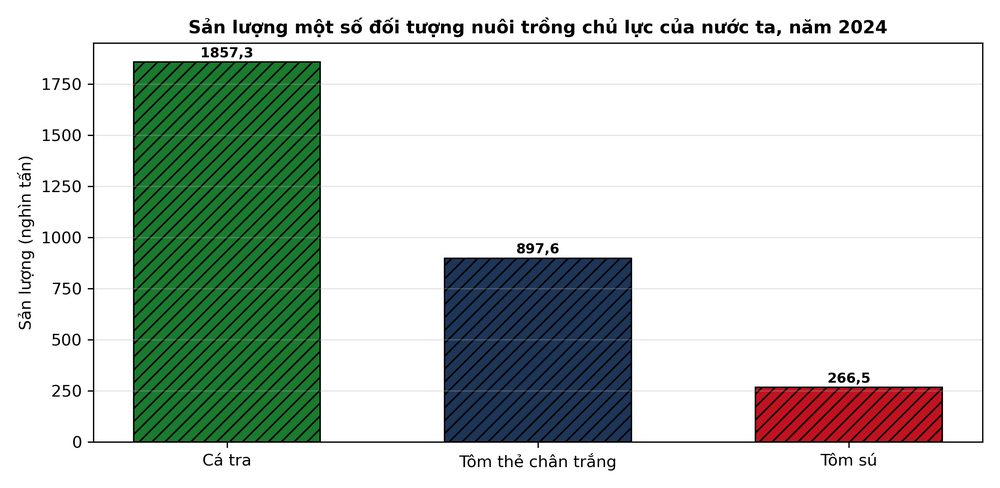 Sản lượng một số đối tượng nuôi trồng chủ lực của nước ta, năm 2024
Sản lượng (nghìn tấn)
1750
1500
1250
1000
750
500
250
0
1857,3
897,6
266,5
Cá tra
Tôm thẻ chân trắng
Tôm sú